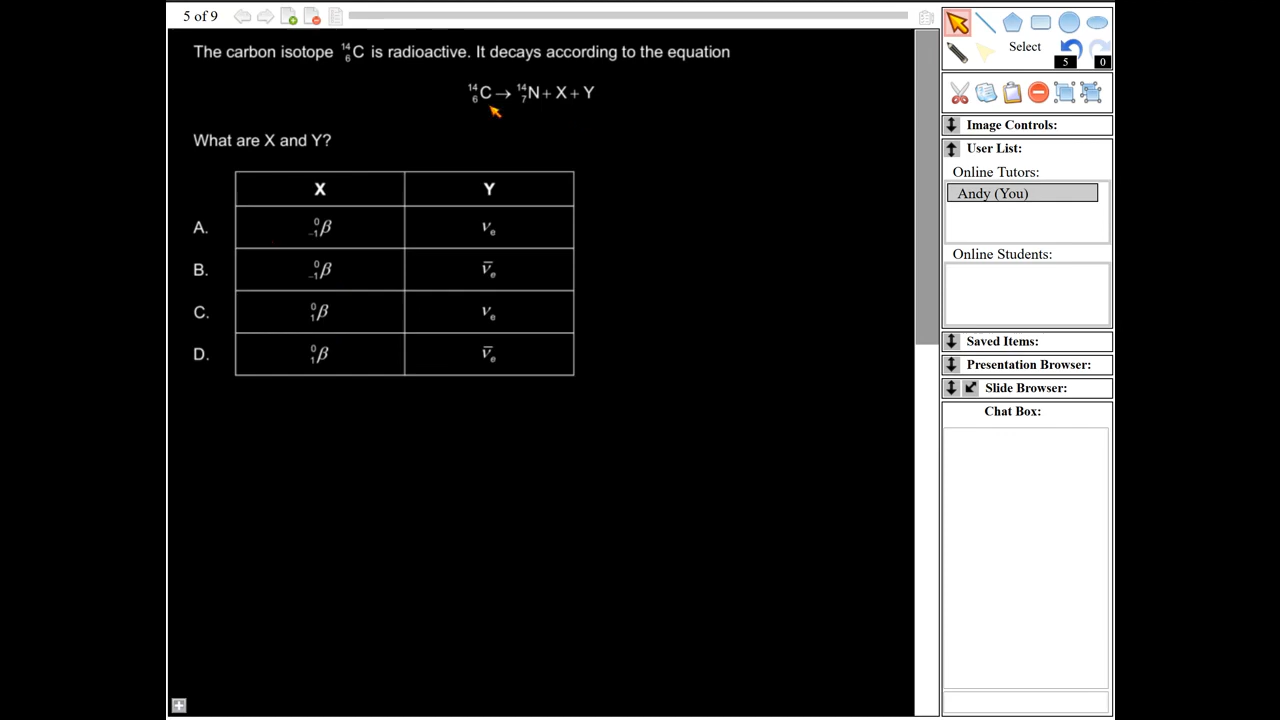 5 of 9
The carbon isotope ¹⁴₆C is radioactive. It decays according to the equation
¹⁴₆C → ¹⁴₇N + X + Y
What are X and Y?
X Y
A. ⁰₋₁β νₑ
B. ⁰₋₁β ν̅ₑ
C. ⁰₁β νₑ
D. ⁰₁β ν̅ₑ
Select
5 0
Image Controls:
User List:
Online Tutors:
Andy (You)
Online Students:
Saved Items:
Presentation Browser:
Slide Browser:
Chat Box: